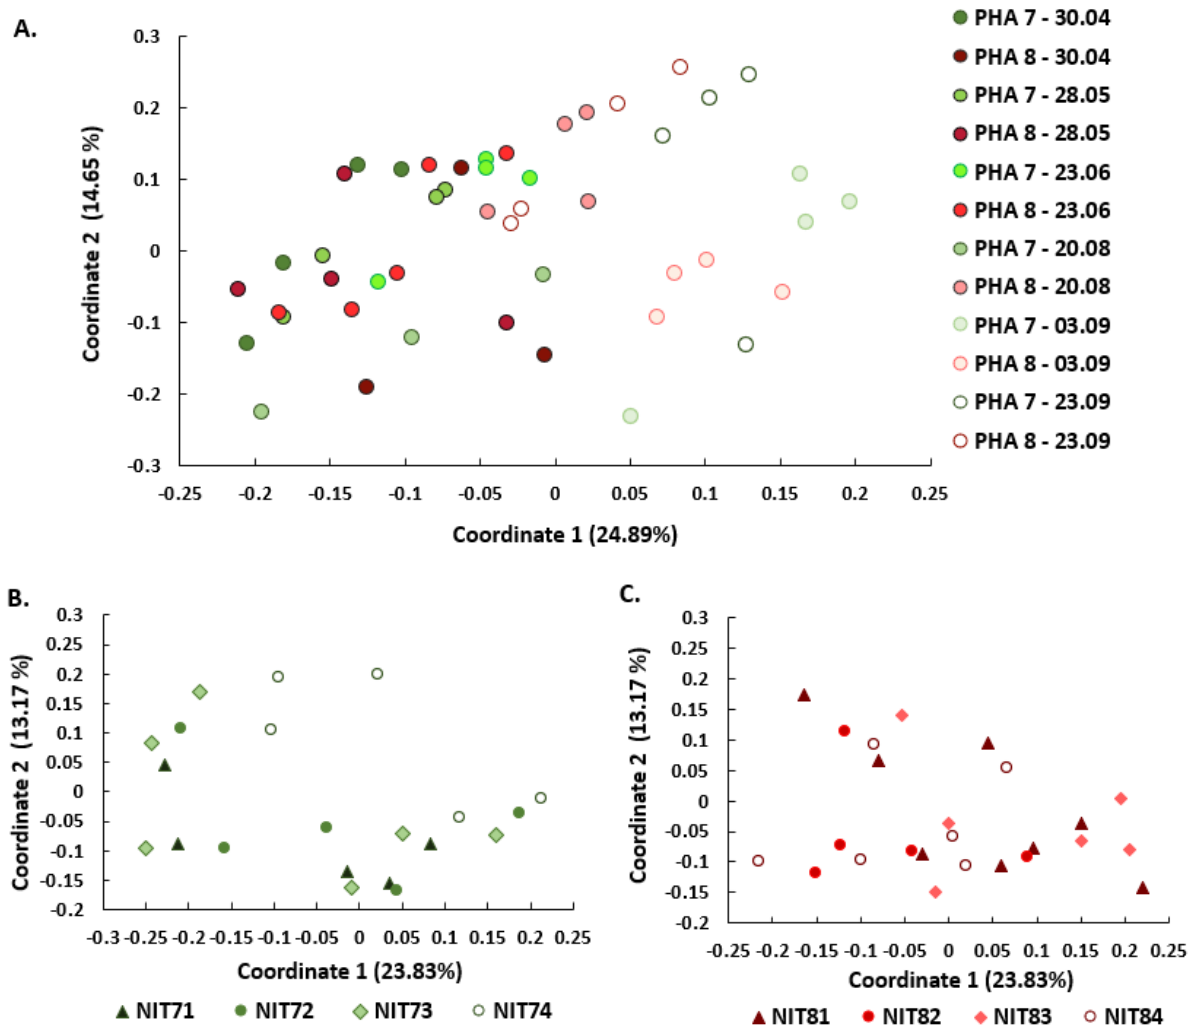 A.
0.3
0.2
0.1
0
-0.1
-0.2
-0.3
Coordinate 2 (14.65 %)
-0.25 -0.2 -0.15 -0.1 -0.05 0 0.05 0.1 0.15 0.2 0.25
Coordinate 1 (24.89%)
PHA 7 - 30.04
PHA 8 - 30.04
PHA 7 - 28.05
PHA 8 - 28.05
PHA 7 - 23.06
PHA 8 - 23.06
PHA 7 - 20.08
PHA 8 - 20.08
PHA 7 - 03.09
PHA 8 - 03.09
PHA 7 - 23.09
PHA 8 - 23.09
B.
0.3
0.25
0.2
0.15
0.1
0.05
0
-0.05
-0.1
-0.15
-0.2
Coordinate 2 (13.17 %)
-0.3 -0.25 -0.2 -0.15 -0.1 -0.05 0 0.05 0.1 0.15 0.2 0.25
Coordinate 1 (23.83%)
NIT71 NIT72 NIT73 NIT74
C.
0.3
0.25
0.2
0.15
0.1
0.05
0
-0.05
-0.1
-0.15
-0.2
Coordinate 2 (13.17 %)
-0.25 -0.2 -0.15 -0.1 -0.05 0 0.05 0.1 0.15 0.2 0.25
Coordinate 1 (23.83%)
NIT81 NIT82 NIT83 NIT84